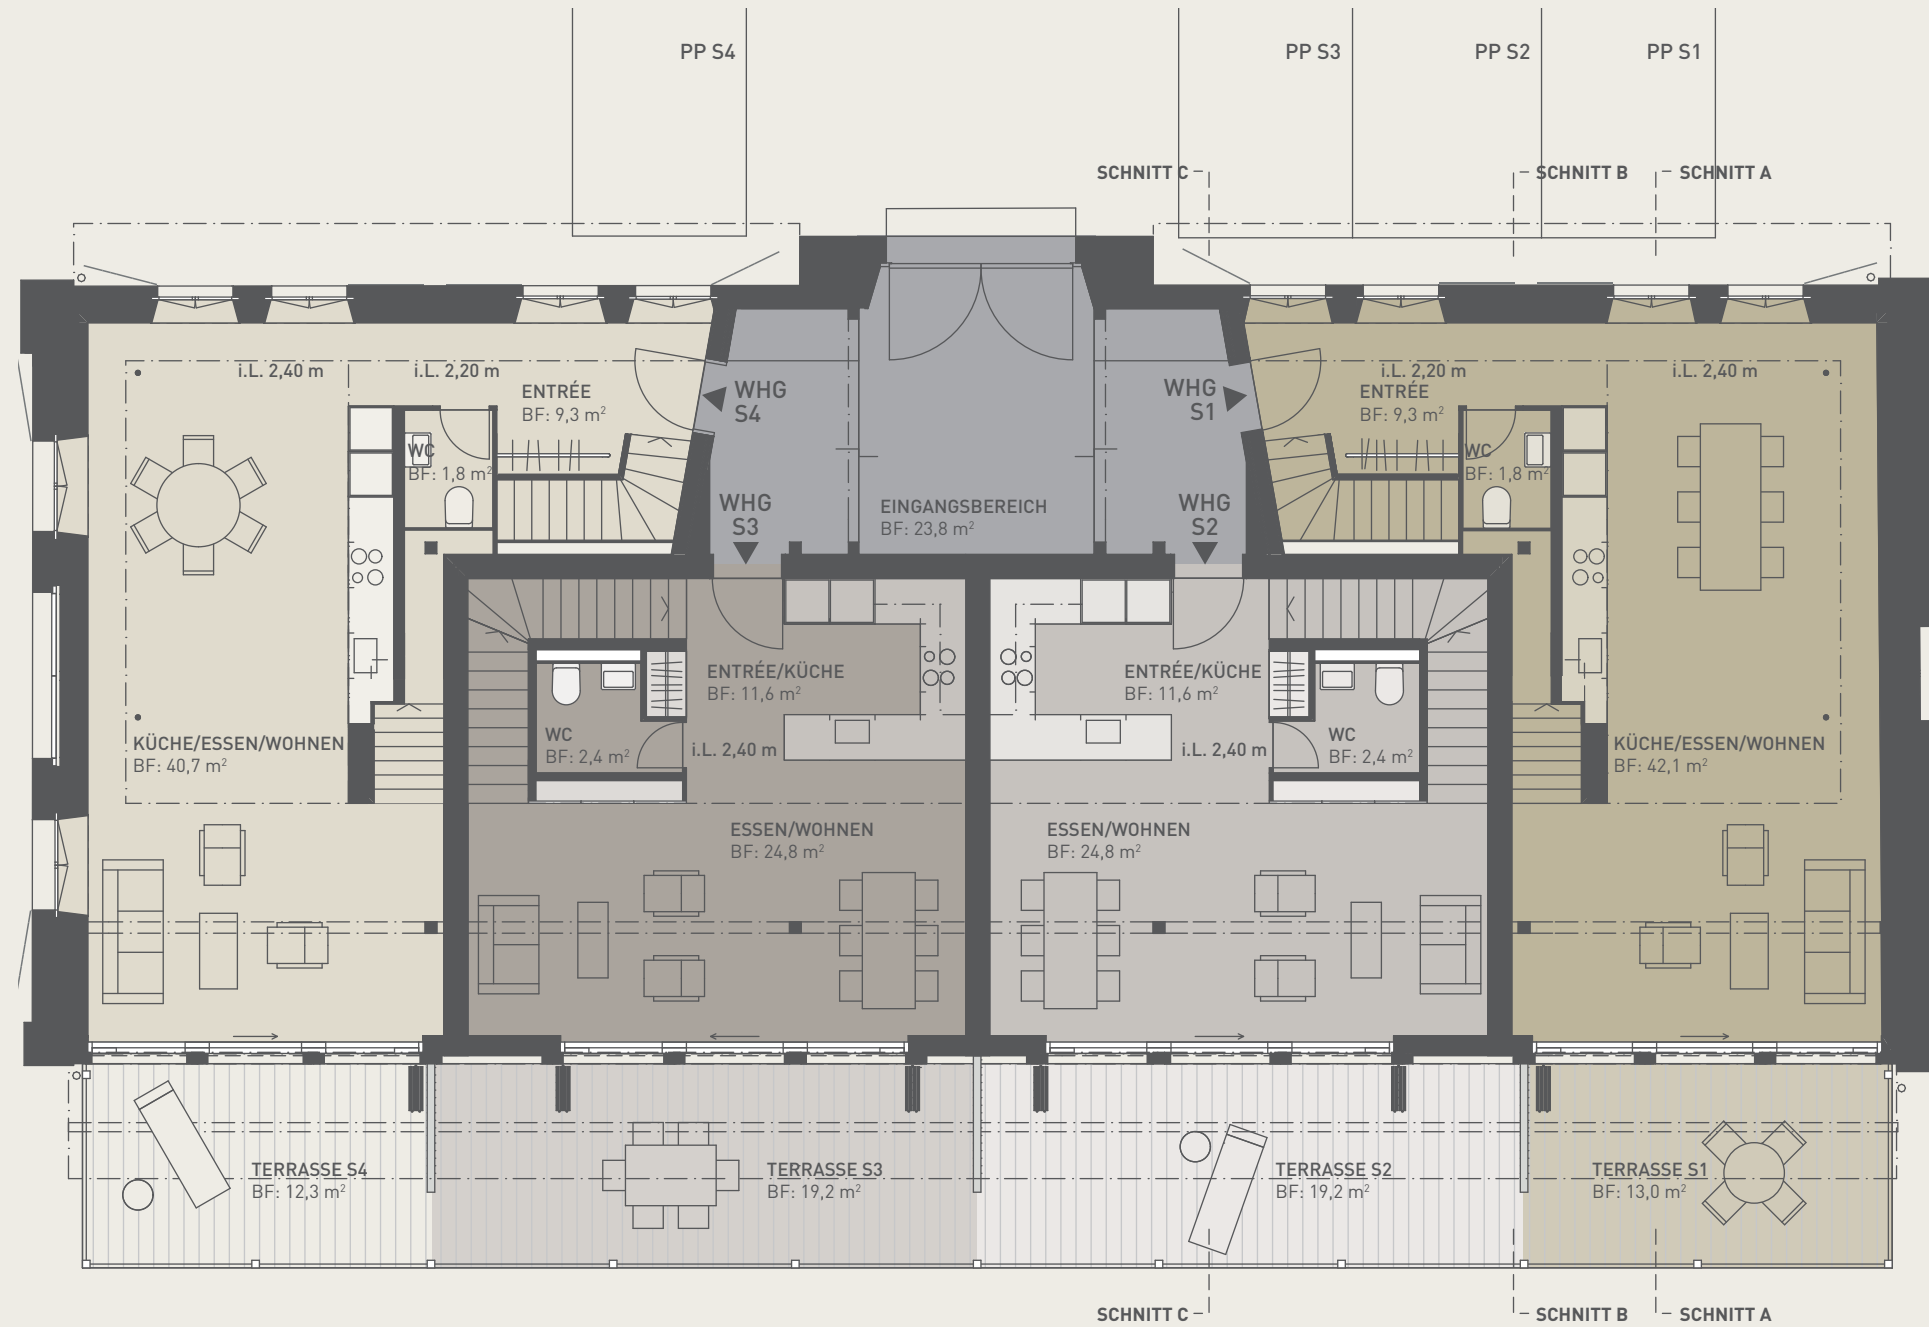 PP S4
PP S3
PP S2
PP S1
SCHNITT C
SCHNITT B
SCHNITT A
i.L. 2,40 m
i.L. 2,20 m
ENTRÉE
BF: 9,3 m²
WHG
S4
WHG
S1
i.L. 2,20 m
ENTRÉE
BF: 9,3 m²
i.L. 2,40 m
WC
BF: 1,8 m²
WC
BF: 1,8 m²
WHG
S3
EINGANGSBEREICH
BF: 23,8 m²
WHG
S2
KÜCHE/ESSEN/WOHNEN
BF: 40,7 m²
ENTRÉE/KÜCHE
BF: 11,6 m²
WC
BF: 2,4 m²
i.L. 2,40 m
ENTRÉE/KÜCHE
BF: 11,6 m²
i.L. 2,40 m
WC
BF: 2,4 m²
KÜCHE/ESSEN/WOHNEN
BF: 42,1 m²
ESSEN/WOHNEN
BF: 24,8 m²
ESSEN/WOHNEN
BF: 24,8 m²
TERRASSE S4
BF: 12,3 m²
TERRASSE S3
BF: 19,2 m²
TERRASSE S2
BF: 19,2 m²
TERRASSE S1
BF: 13,0 m²
SCHNITT C
SCHNITT B
SCHNITT A